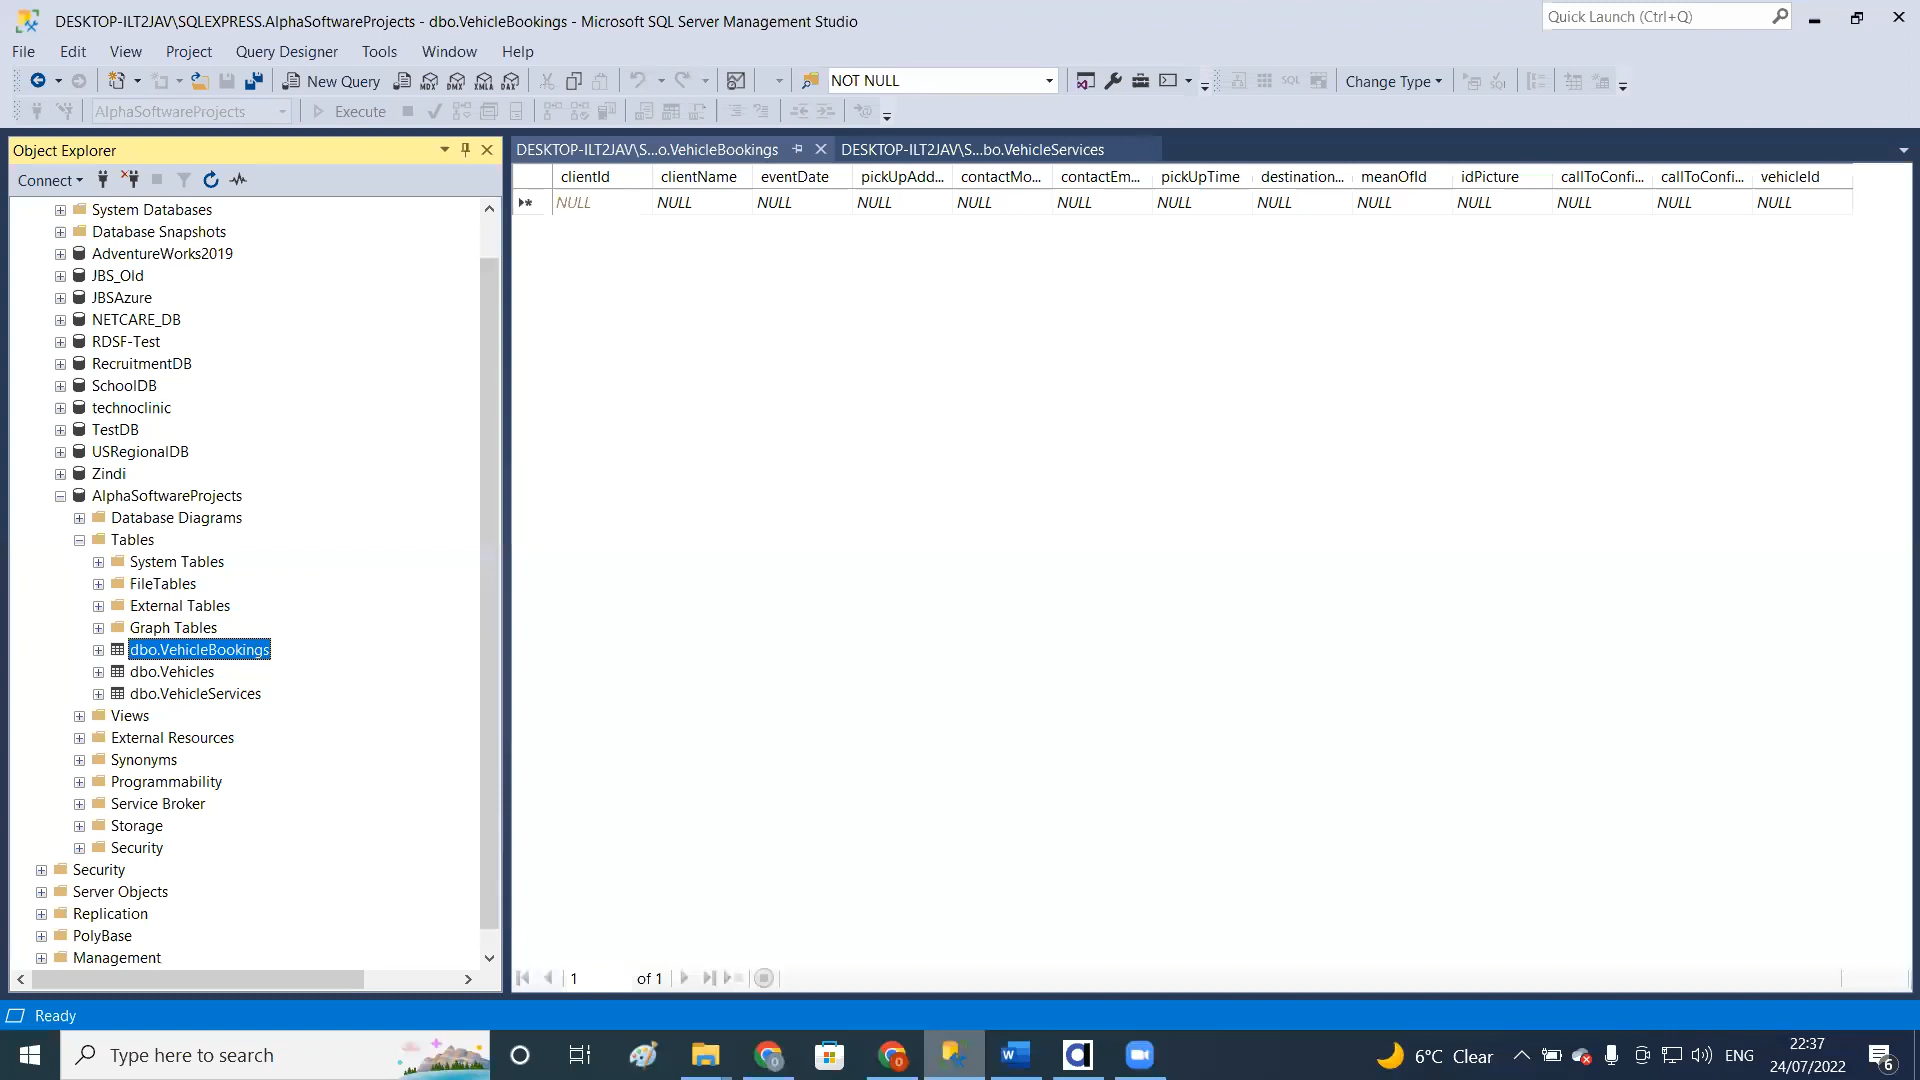 DESKTOP-ILT2JAV\SQLEXPRESS.AlphaSoftwareProjects - dbo.VehicleBookings - Microsoft SQL Server Management Studio
Quick Launch (Ctrl+Q)
File Edit View Project Query Designer Tools Window Help
New Query MDX DMX XMLA DAX NOT NULL SQL Change Type
AlphaSoftwareProjects Execute
Object Explorer
Connect
System Databases
Database Snapshots
AdventureWorks2019
JBS_Old
JBSAzure
NETCARE_DB
RDSF-Test
RecruitmentDB
SchoolDB
technoclinic
TestDB
USRegionalDB
Zindi
AlphaSoftwareProjects
Database Diagrams
Tables
System Tables
FileTables
External Tables
Graph Tables
dbo.VehicleBookings
dbo.Vehicles
dbo.VehicleServices
Views
External Resources
Synonyms
Programmability
Service Broker
Storage
Security
Security
Server Objects
Replication
PolyBase
Management
DESKTOP-ILT2JAV\S...o.VehicleBookings DESKTOP-ILT2JAV\S...bo.VehicleServices
clientId clientName eventDate pickUpAdd... contactMo... contactEm... pickUpTime destination... meanOfId idPicture callToConfi... callToConfi... vehicleId
NULL NULL NULL NULL NULL NULL NULL NULL NULL NULL NULL NULL NULL
1 of 1
Ready
Type here to search
6°C Clear
ENG
22:37
24/07/2022
6